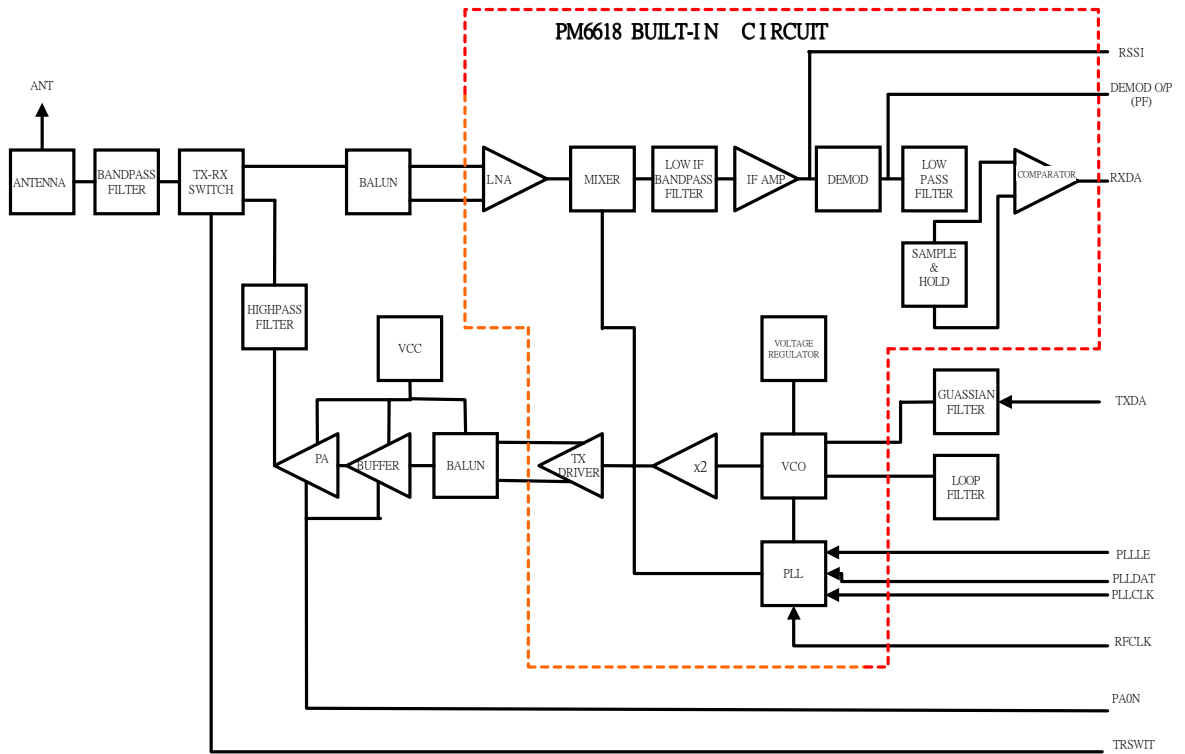 PM6618 BUILT-IN CIRCUIT
RSSI
ANT
DEMOD O/P
(PF)
ANTENNA
BANDPASS
FILTER
TX-RX
SWITCH
BALUN
LNA
MIXER
LOW IF
BANDPASS
FILTER
IF AMP
DEMOD
LOW
PASS
FILTER
COMPARATOR
RXDA
SAMPLE
&
HOLD
HIGHPASS
FILTER
VCC
VOLTAGE
REGULATOR
GUASSIAN
FILTER
TXDA
PA
BUFFER
BALUN
TX
DRIVER
x2
VCO
LOOP
FILTER
PLL
PLLLE
PLLDAT
PLLCLK
RFCLK
PA0N
TRSWIT